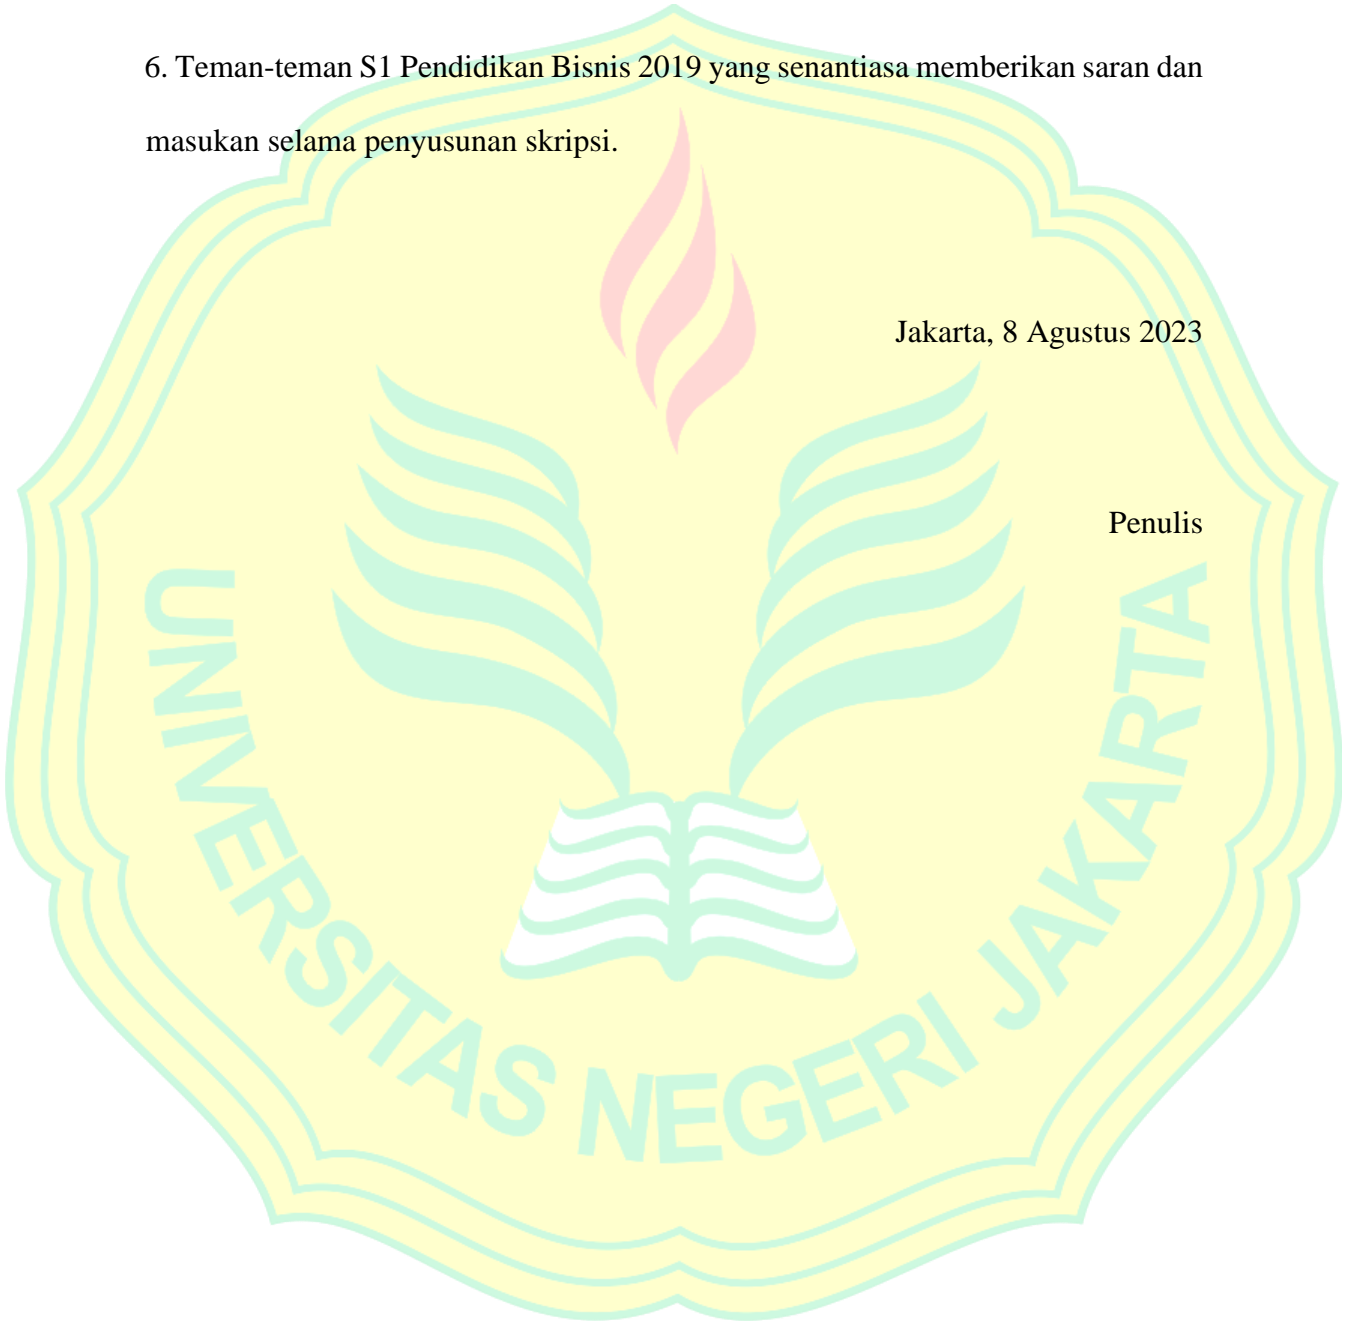 6. Teman-teman S1 Pendidikan Bisnis 2019 yang senantiasa memberikan saran dan
masukan selama penyusunan skripsi.
Jakarta, 8 Agustus 2023
Penulis
UNIVERSITAS NEGERI JAKARTA